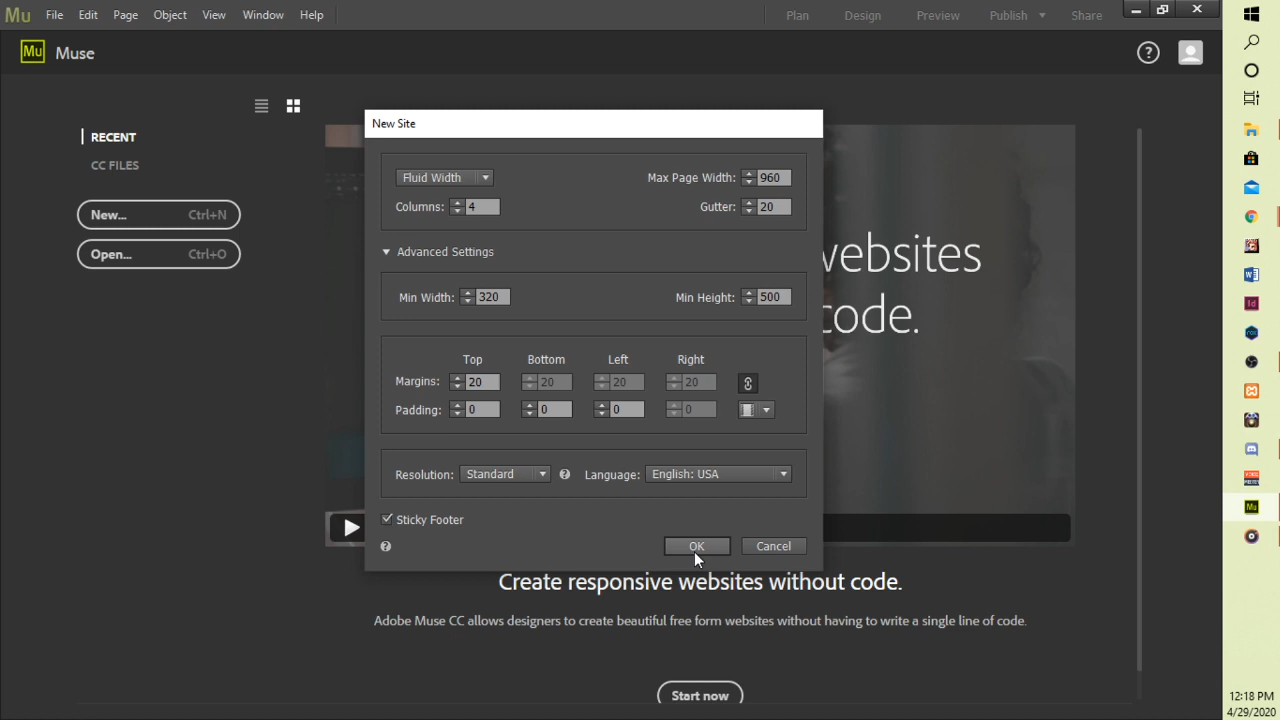 Mu File Edit Page Object View Window Help Plan Design Preview Publish Share
Mu Muse ?
RECENT
CC FILES
New... Ctrl+N
Open... Ctrl+O
New Site
Fluid Width Max Page Width: 960
Columns: 4 Gutter: 20
Advanced Settings
Min Width: 320 Min Height: 500
Top Bottom Left Right
Margins: 20 20 20 20
Padding: 0 0 0 0
Resolution: Standard ? Language: English: USA
Sticky Footer
? OK Cancel
websites
code.
Create responsive websites without code.
Adobe Muse CC allows designers to create beautiful free form websites without having to write a single line of code.
Start now
Id
Mu
12:18 PM
4/29/2020